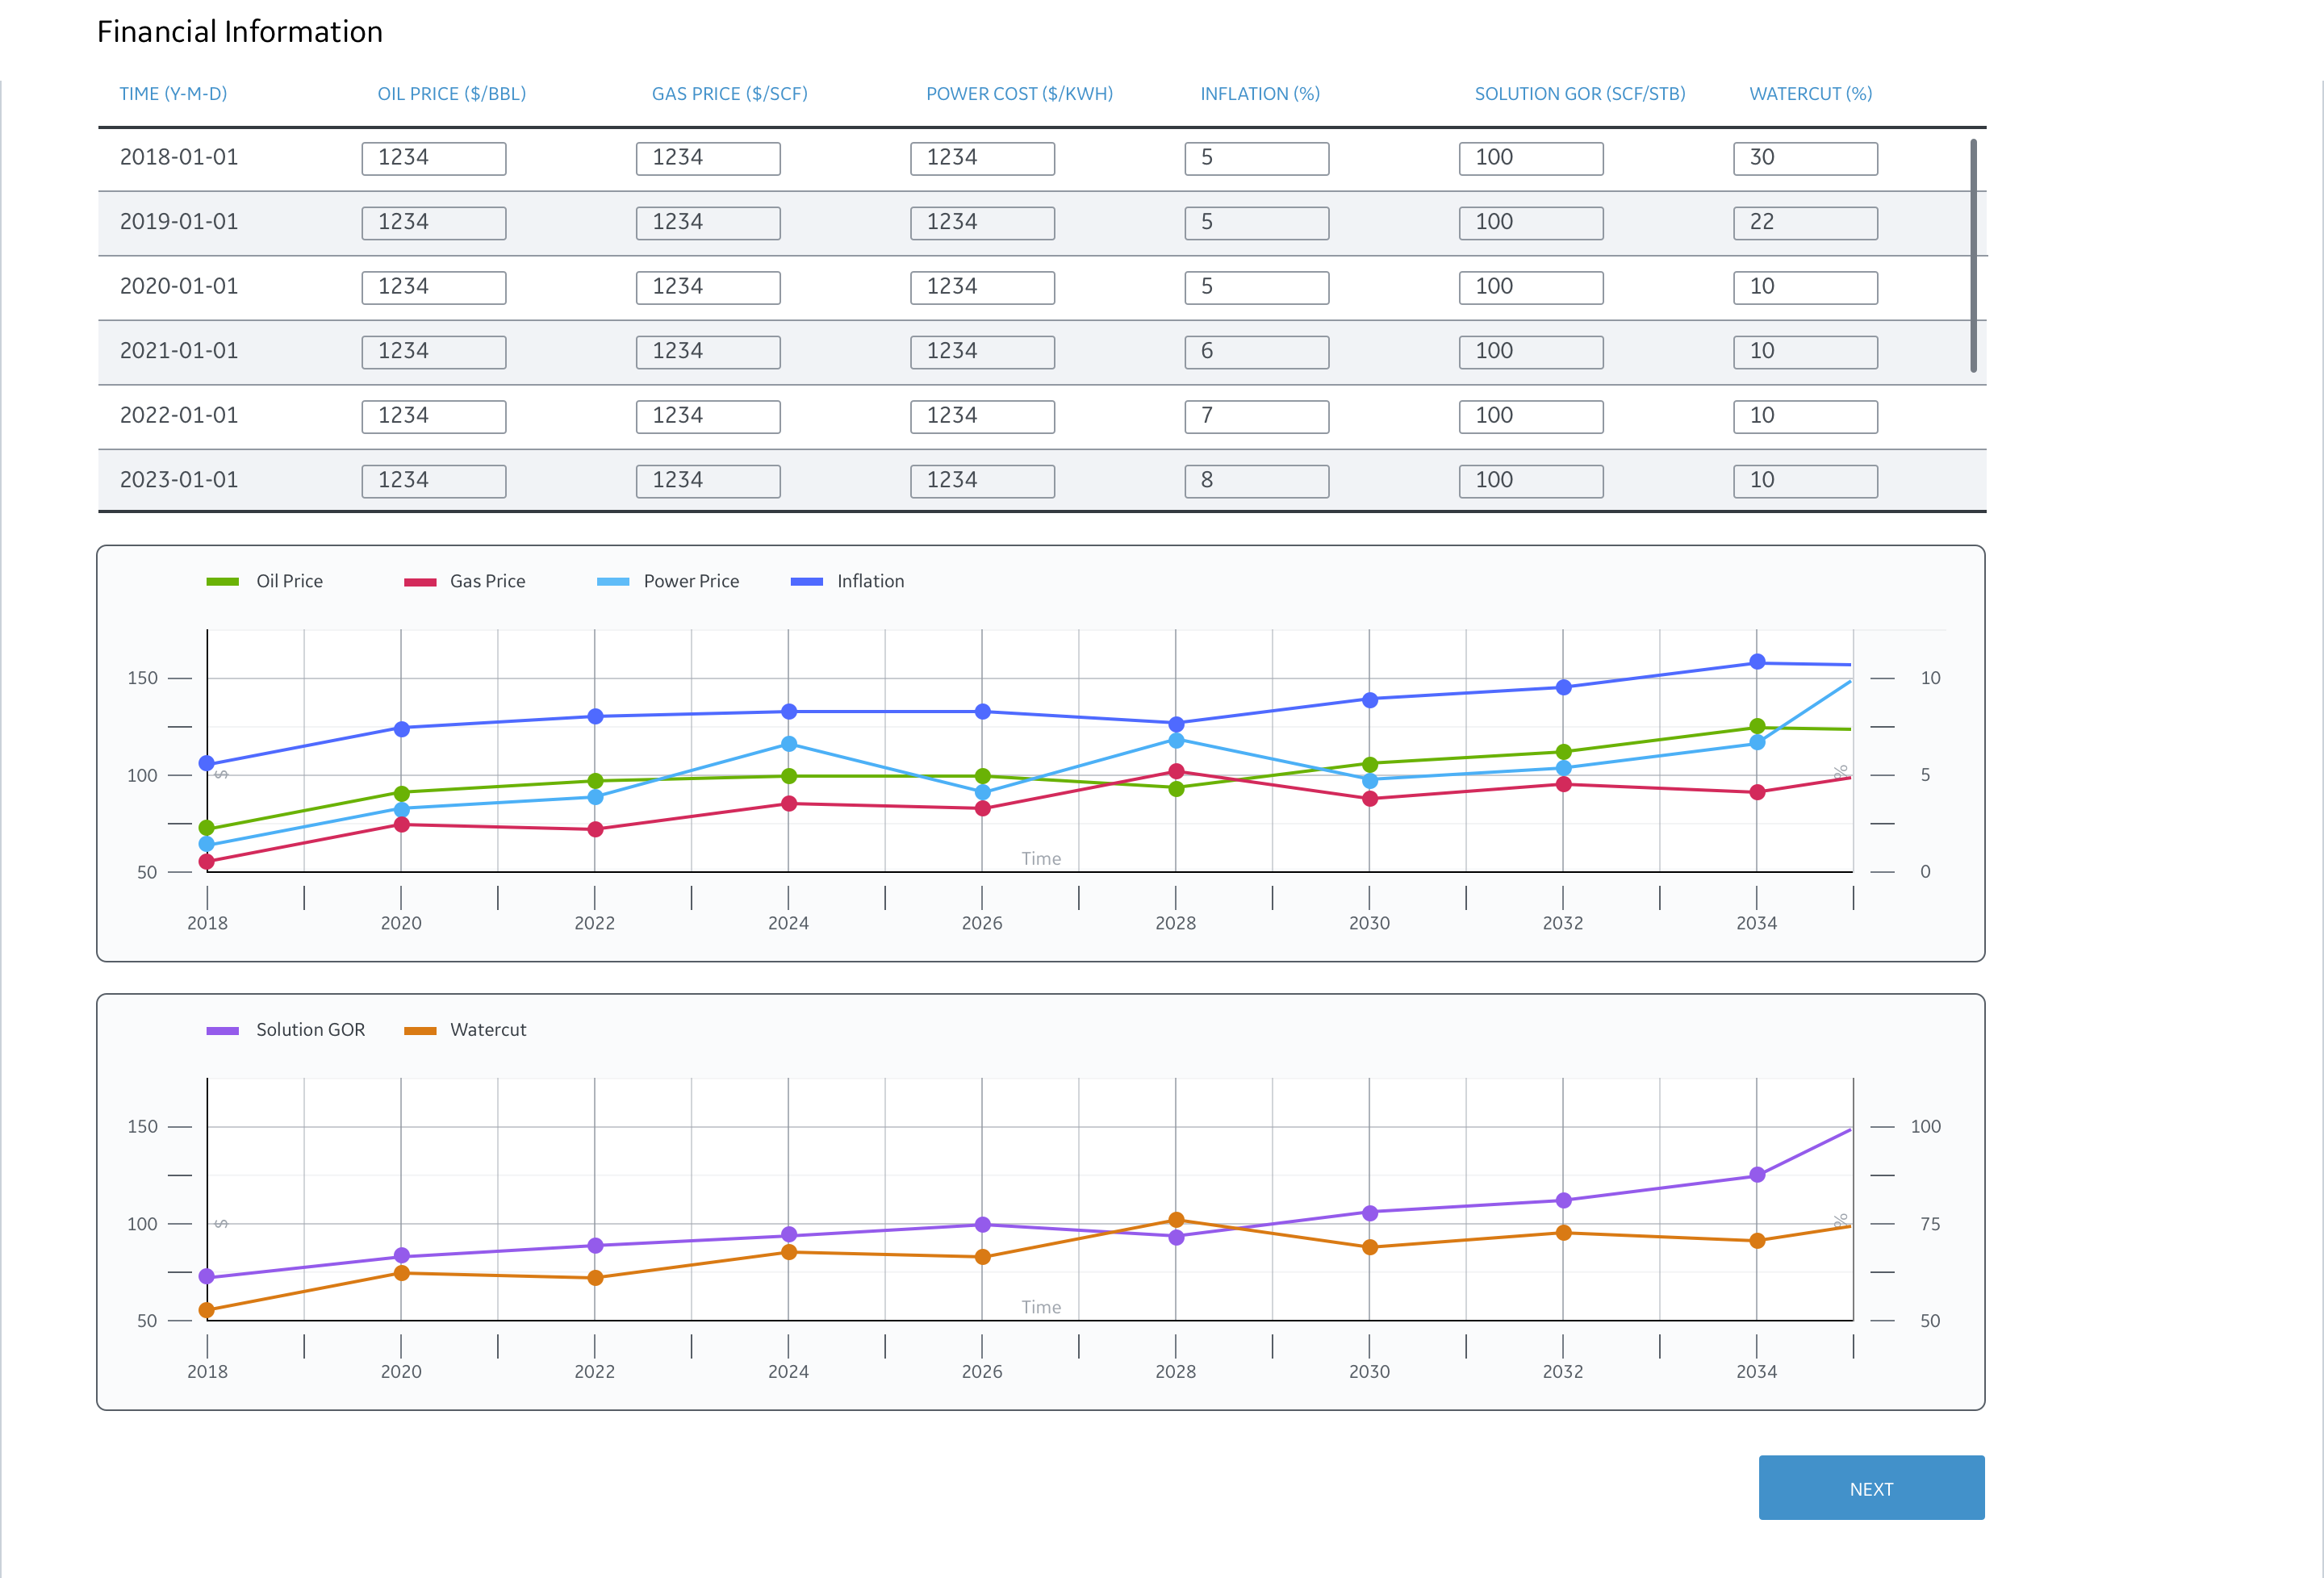 Financial Information
TIME (Y-M-D) OIL PRICE ($/BBL) GAS PRICE ($/SCF) POWER COST ($/KWH) INFLATION (%) SOLUTION GOR (SCF/STB) WATERCUT (%)
2018-01-01 1234 1234 1234 5 100 30
2019-01-01 1234 1234 1234 5 100 22
2020-01-01 1234 1234 1234 5 100 10
2021-01-01 1234 1234 1234 6 100 10
2022-01-01 1234 1234 1234 7 100 10
2023-01-01 1234 1234 1234 8 100 10
Oil Price Gas Price Power Price Inflation
150 10
100 $ % 5
Time
50 0
2018 2020 2022 2024 2026 2028 2030 2032 2034
Solution GOR Watercut
150 100
100 $ % 75
Time
50 50
2018 2020 2022 2024 2026 2028 2030 2032 2034
NEXT